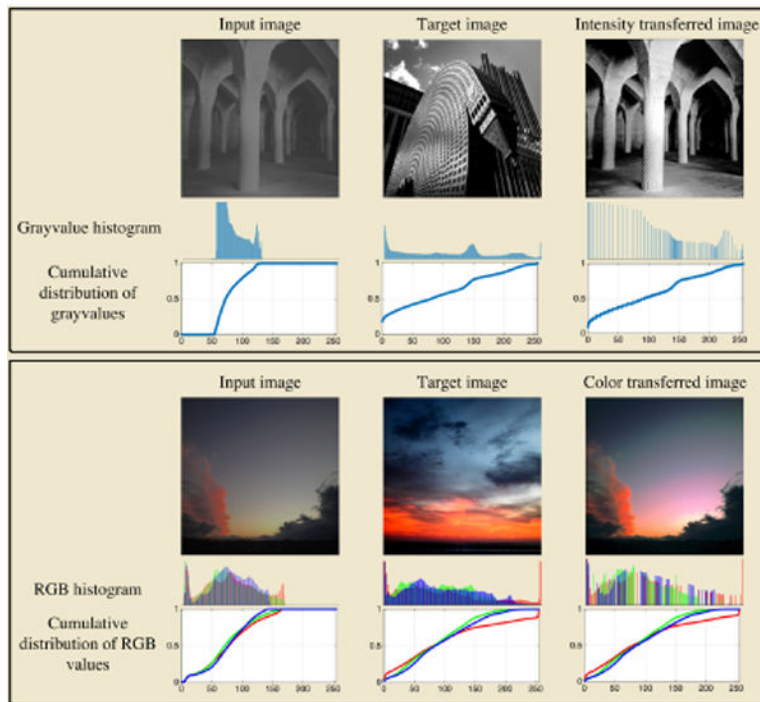 Input image
Target image
Intensity transferred image
Grayvalue histogram
Cumulative
distribution of
grayvalues
1
0.5
0
0 50 100 150 200 250
1
0.5
0
0 50 100 150 200 250
1
0.5
0
0 50 100 150 200 250
Input image
Target image
Color transferred image
RGB histogram
Cumulative
distribution of RGB
values
1
0.5
0
0 50 100 150 200 250
1
0.5
0
0 50 100 150 200 250
1
0.5
0
0 50 100 150 200 250